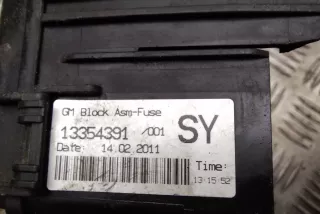 GM Block Asm-Fuse
13354391 /001 SY
Date: 14.02.2011 Time:
13:15:52